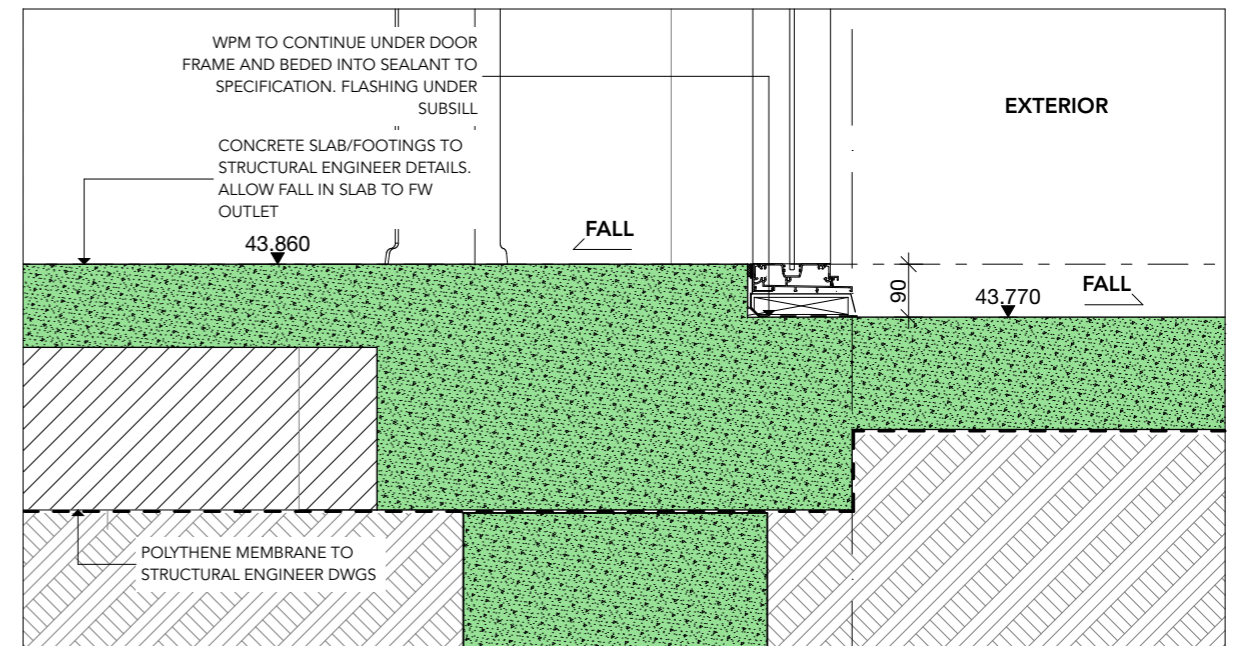 WPM TO CONTINUE UNDER DOOR
FRAME AND BEDED INTO SEALANT TO
SPECIFICATION. FLASHING UNDER
SUBSILL
EXTERIOR
CONCRETE SLAB/FOOTINGS TO
STRUCTURAL ENGINEER DETAILS.
ALLOW FALL IN SLAB TO FW
OUTLET
43.860
FALL
90
43.770
FALL
POLYTHENE MEMBRANE TO
STRUCTURAL ENGINEER DWGS